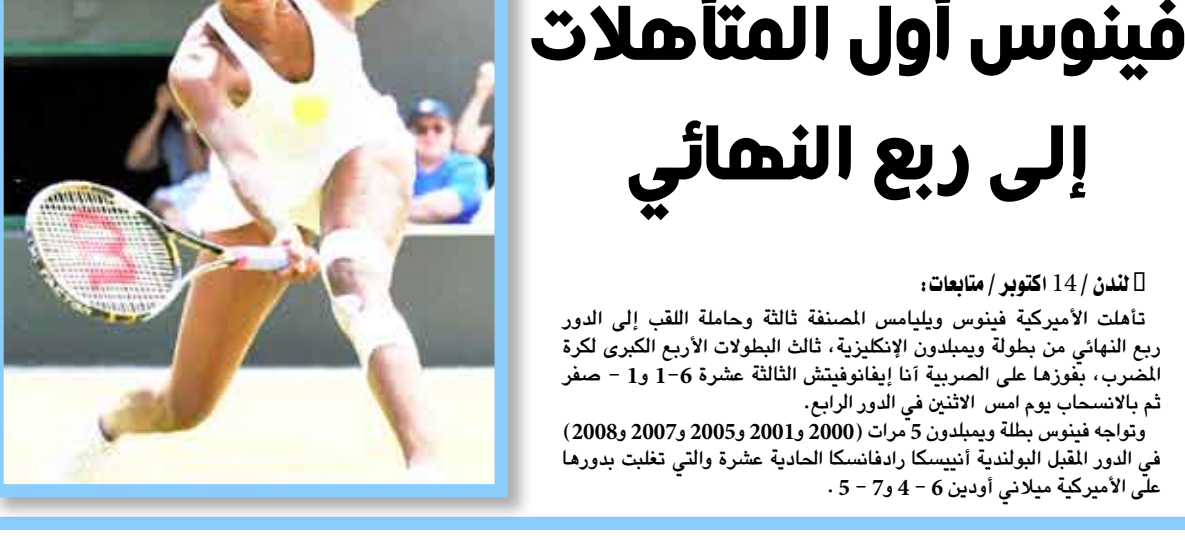 فينوس أول المتأهلات
إلى ربع النهائي
لندن / 14 اكتوبر / متابعات:
تأهلت الأميركية فينوس ويليامس المصنفة ثالثة وحاملة اللقب إلى الدور
ربع النهائي من بطولة ويمبلدون الإنكليزية، ثالث البطولات الأربع الكبرى لكرة
المضرب، بفوزها على الصربية آنا إيفانوفيتش الثالثة عشرة 6-1 و1 - صفر
ثم بالانسحاب يوم امس الاثنين في الدور الرابع.
وتواجه فينوس بطلة ويمبلدون 5 مرات (2000 و2001 و2005 و2007 و2008)
في الدور المقبل البولندية أنييسكا رادفانسكا الحادية عشرة والتي تغلبت بدورها
على الأميركية ميلاني أودين 6 - 4 و7 - 5 .